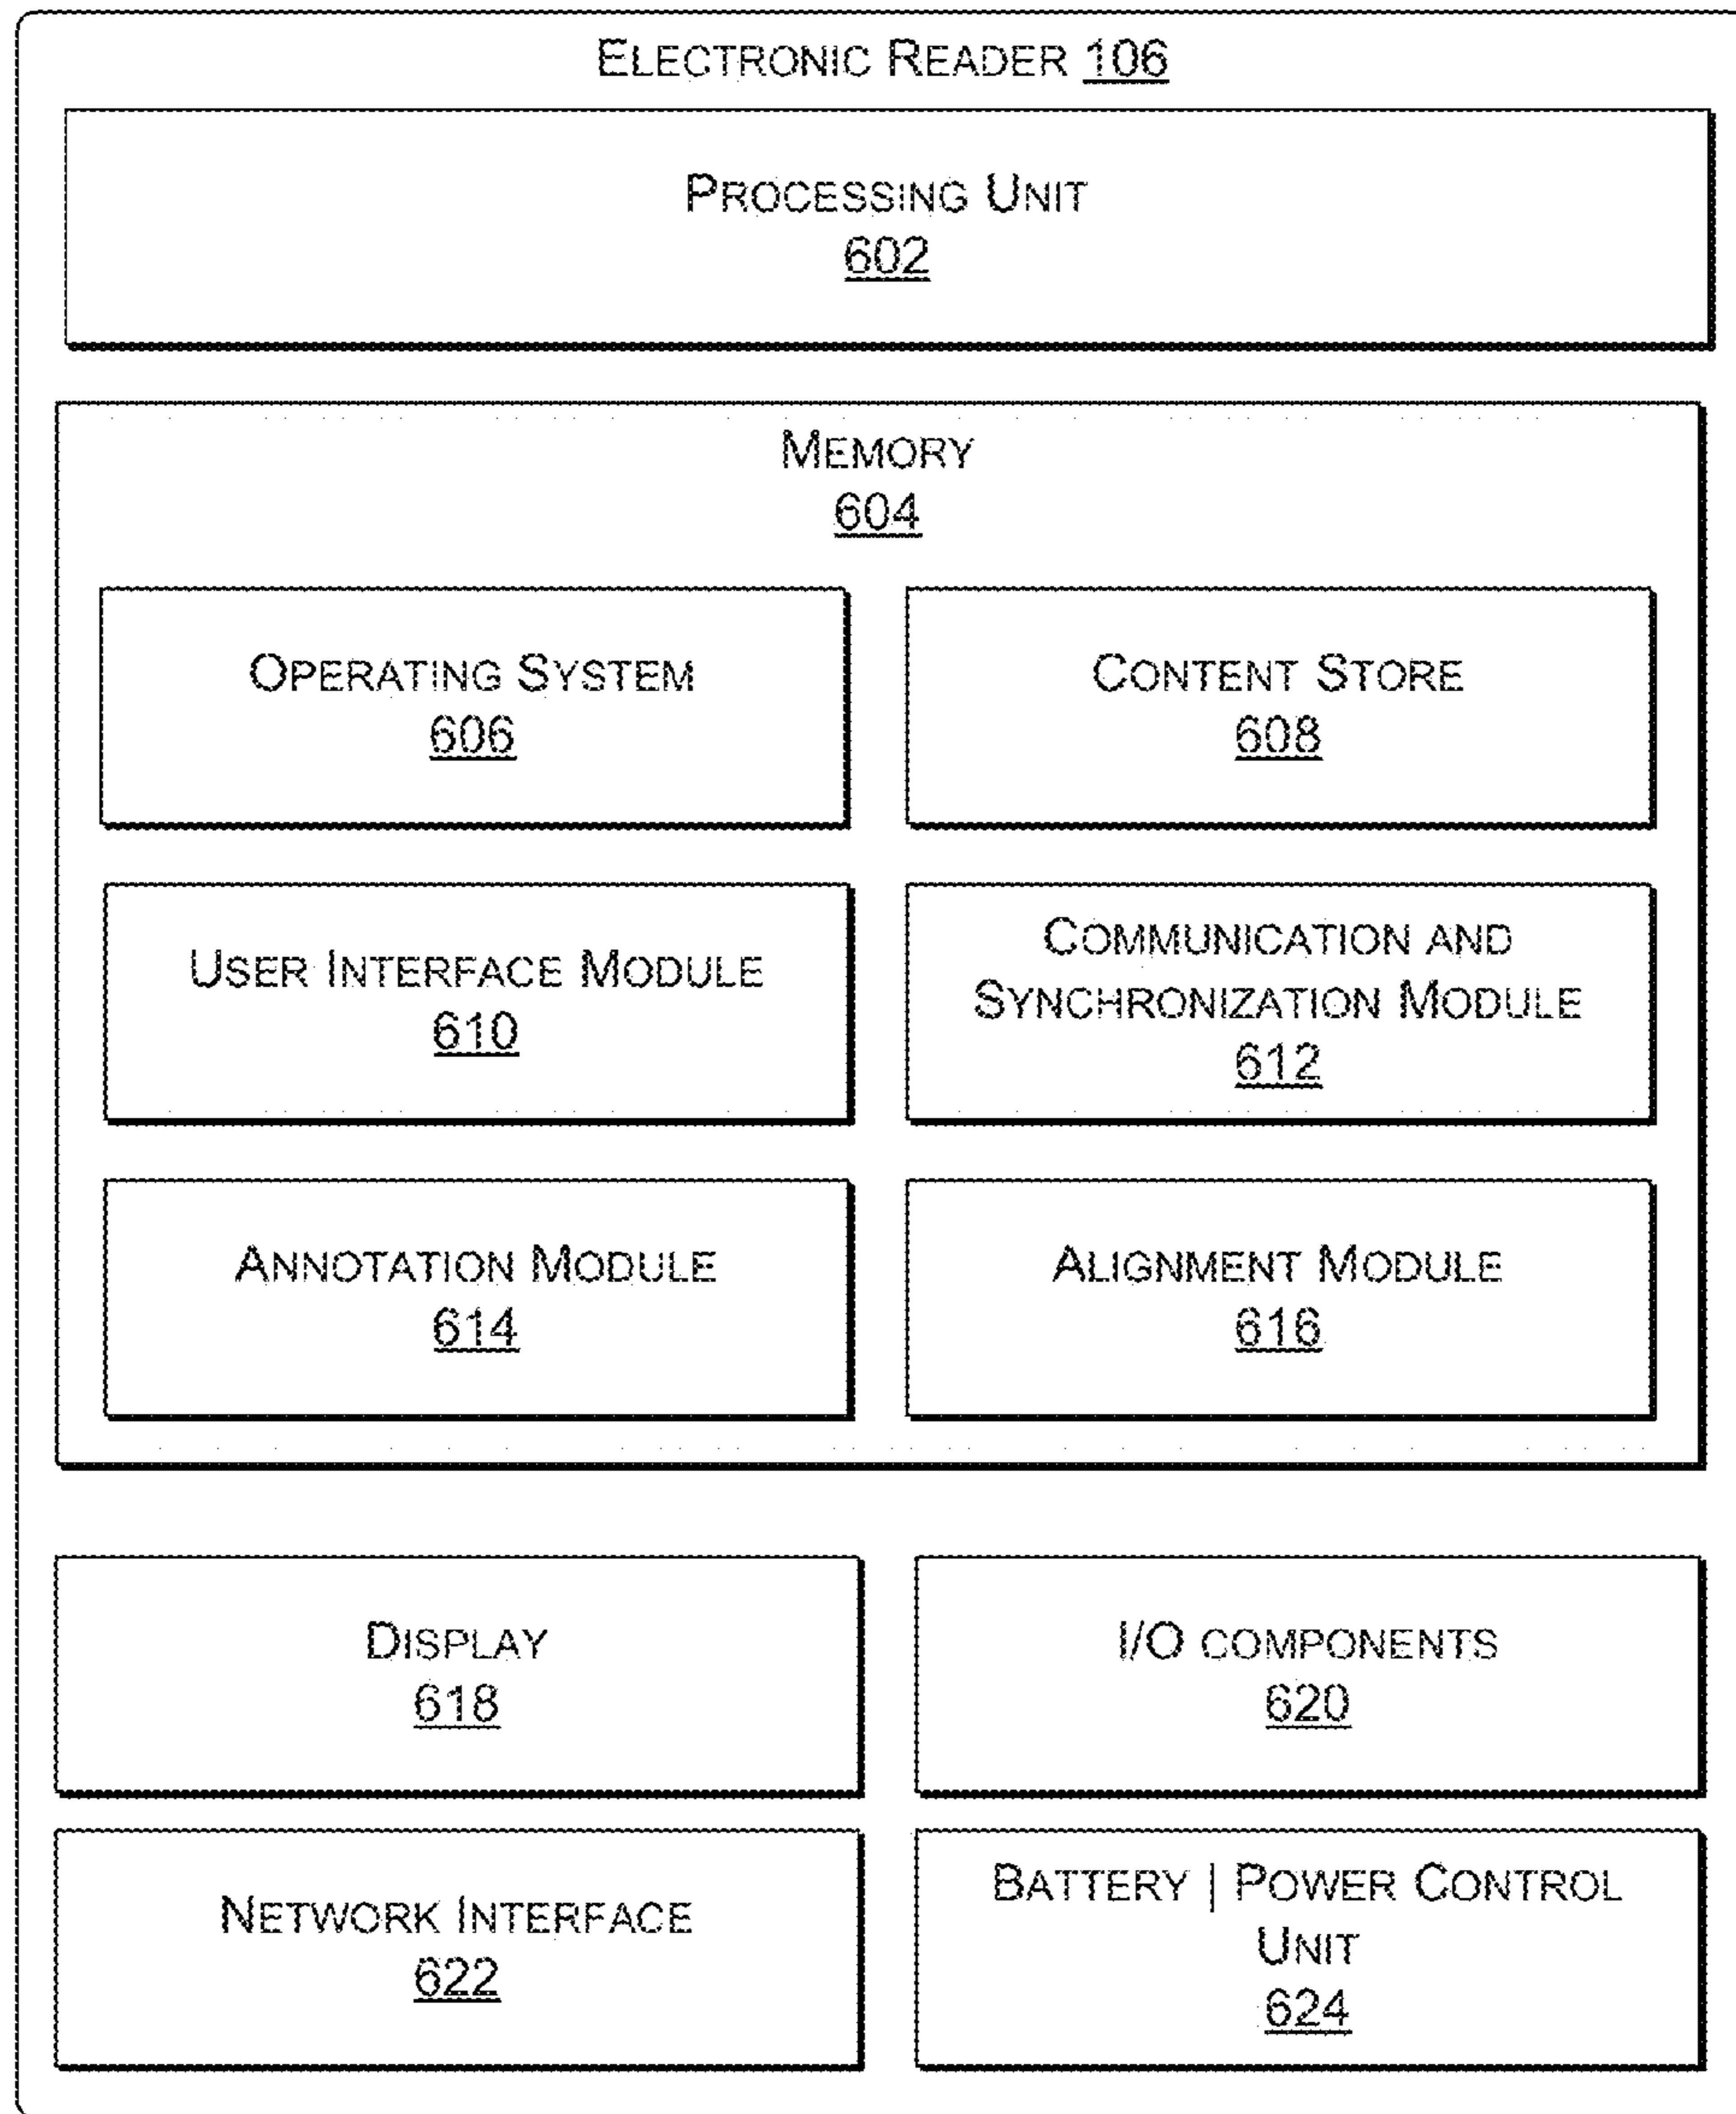 ELECTRONIC READER 106
PROCESSING UNIT
602
MEMORY
604
OPERATING SYSTEM
606
CONTENT STORE
608
USER INTERFACE MODULE
610
COMMUNICATION AND
SYNCHRONIZATION MODULE
612
ANNOTATION MODULE
614
ALIGNMENT MODULE
616
DISPLAY
618
I/O COMPONENTS
620
NETWORK INTERFACE
622
BATTERY | POWER CONTROL
UNIT
624